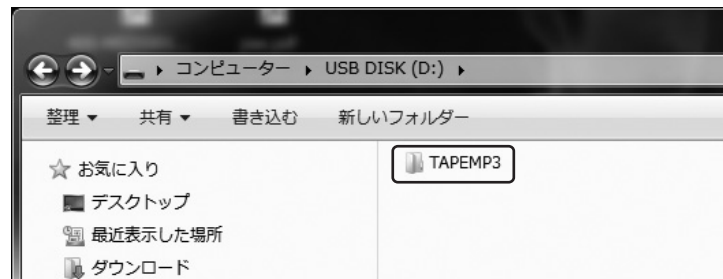 コンピューター ▸ USB DISK (D:) ▸
整理 ▼ 共有 ▼ 書き込む 新しいフォルダー
お気に入り
TAPEMP3
デスクトップ
最近表示した場所
ダウンロード